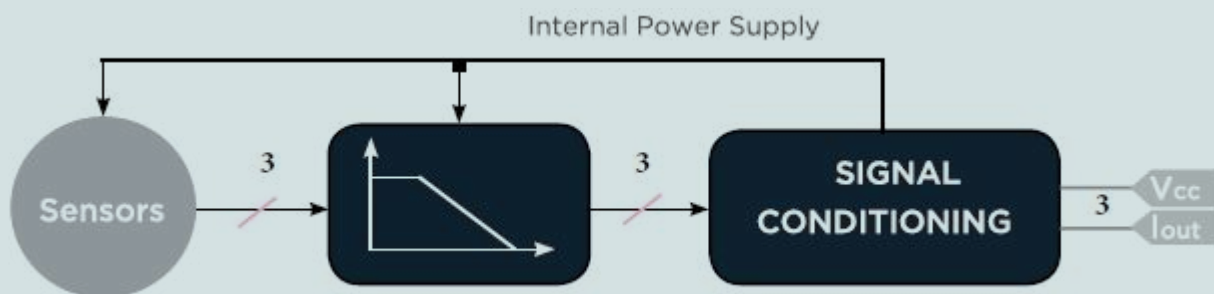 Internal Power Supply
Sensors
3
3
SIGNAL
CONDITIONING
3
Vcc
Iout